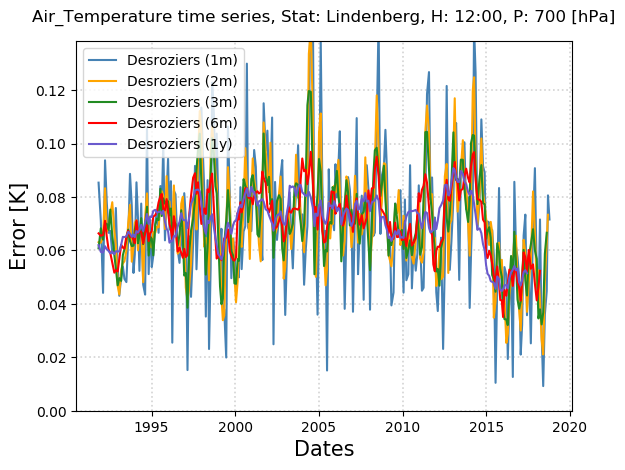 Air_Temperature time series, Stat: Lindenberg, H: 12:00, P: 700 [hPa]
Desroziers (1m)
Desroziers (2m)
Desroziers (3m)
Desroziers (6m)
Desroziers (1y)
Error [K]
0.12
0.10
0.08
0.06
0.04
0.02
0.00
1995 2000 2005 2010 2015 2020
Dates